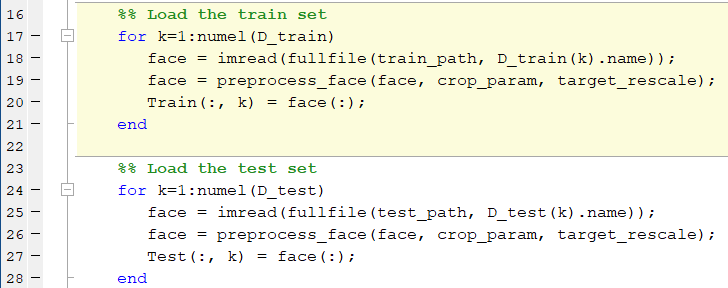 16 %% Load the train set
17 – for k=1:numel(D_train)
18 – face = imread(fullfile(train_path, D_train(k).name));
19 – face = preprocess_face(face, crop_param, target_rescale);
20 – Train(:, k) = face(:);
21 – end
22
23 %% Load the test set
24 – for k=1:numel(D_test)
25 – face = imread(fullfile(test_path, D_test(k).name));
26 – face = preprocess_face(face, crop_param, target_rescale);
27 – Test(:, k) = face(:);
28 – end